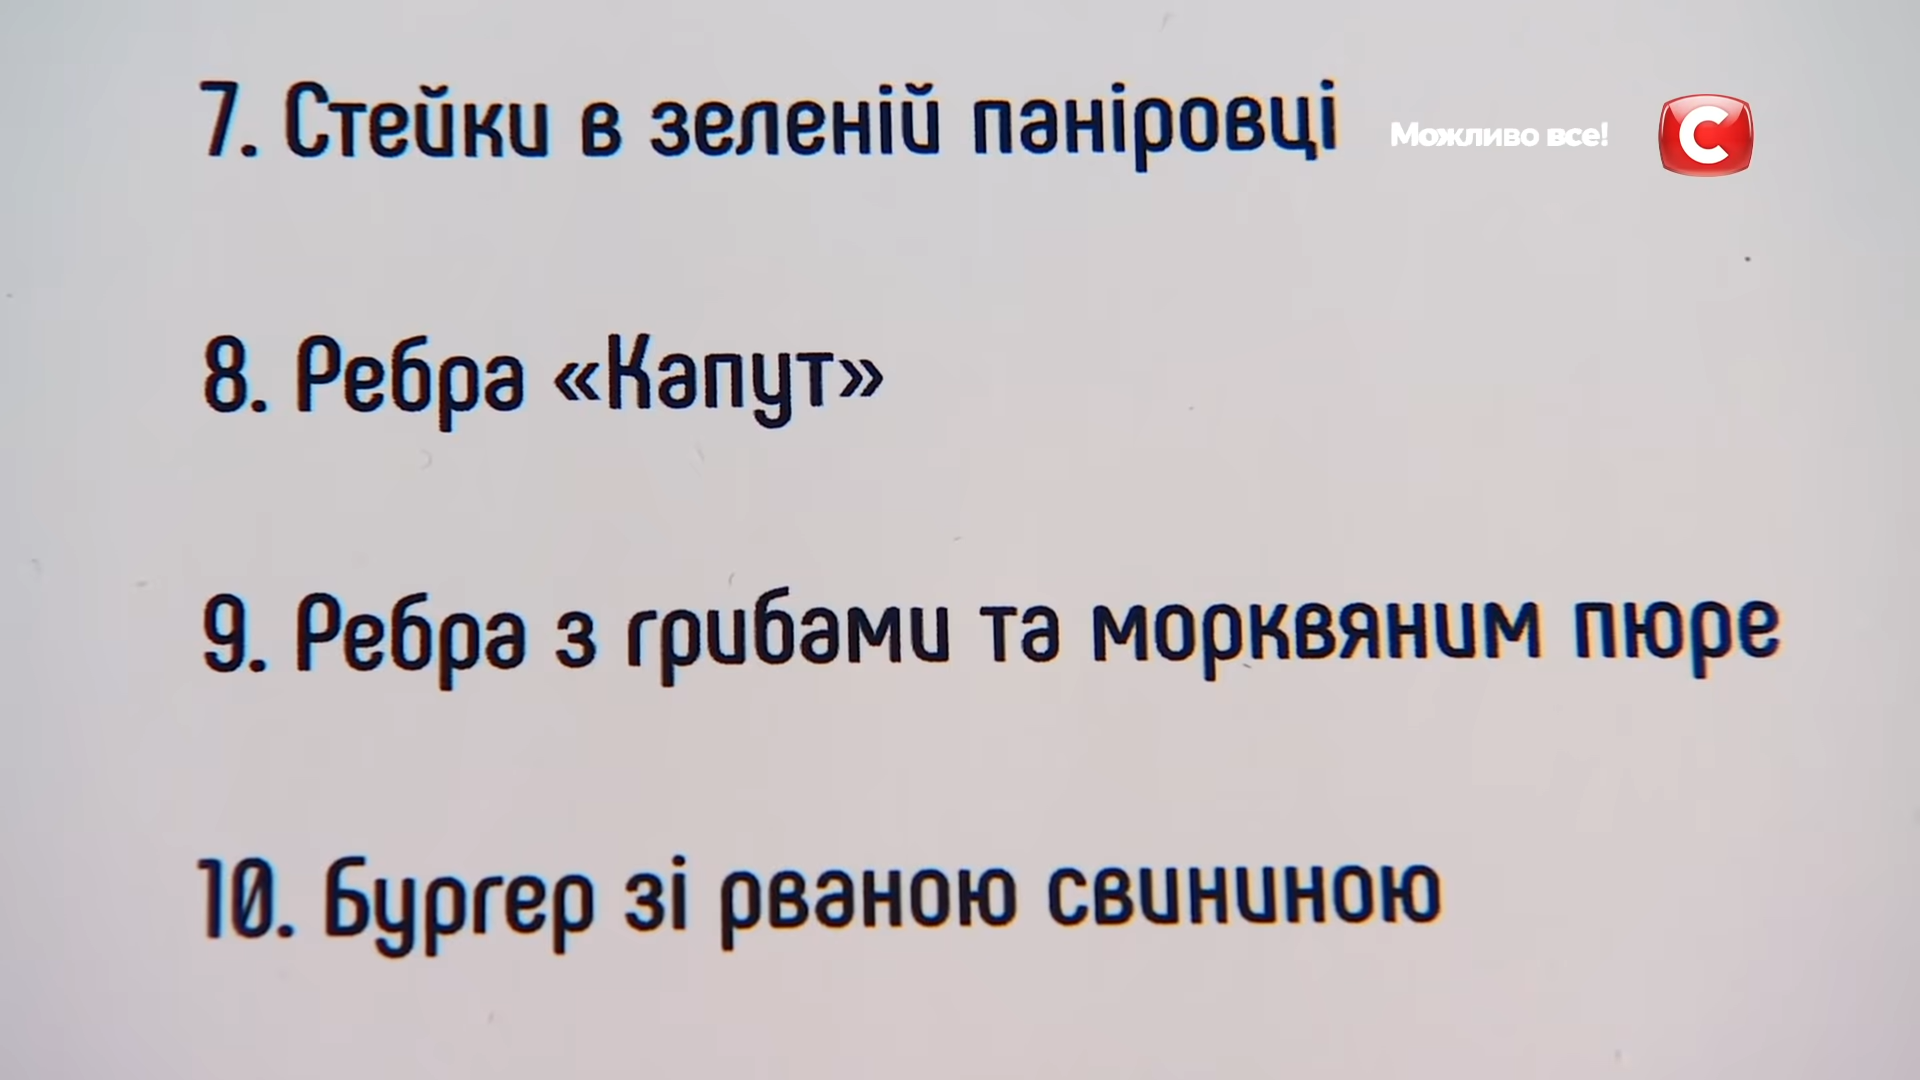 7. Стейки в зеленій паніровці
Можливо все!
8. Ребра «Капут»
9. Ребра з грибами та морквяним пюре
10. Бургер зі рваною свининою